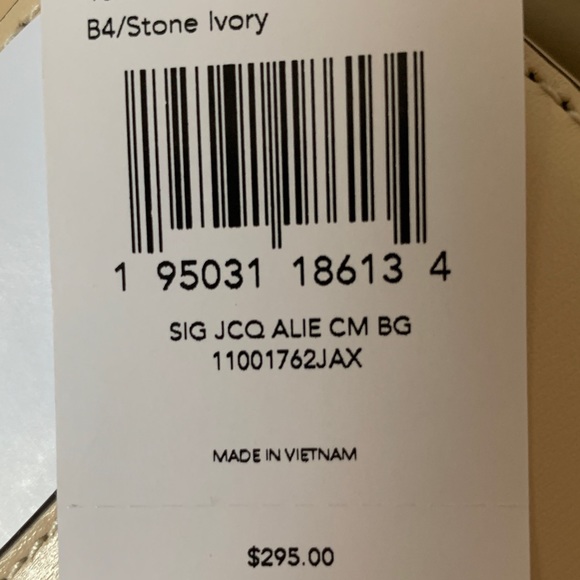 B4/Stone Ivory
1 95031 18613 4
SIG JCQ ALIE CM BG
11001762JAX
MADE IN VIETNAM
$295.00